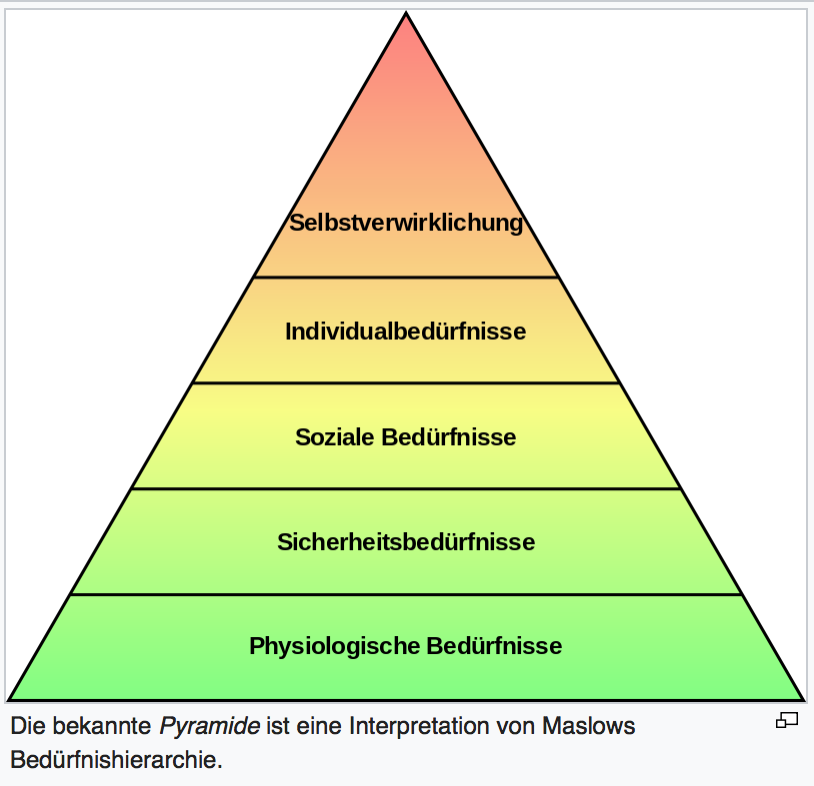 Selbstverwirklichung
Individualbedürfnisse
Soziale Bedürfnisse
Sicherheitsbedürfnisse
Physiologische Bedürfnisse
Die bekannte Pyramide ist eine Interpretation von Maslows
Bedürfnishierarchie.